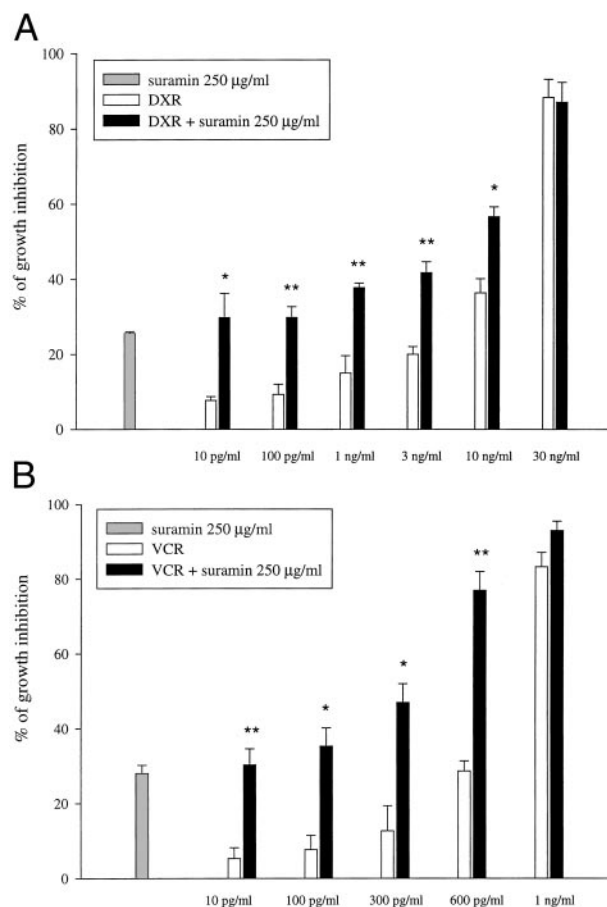 A
100
80
60
40
20
0
% of growth inhibition
suramin 250 μg/ml
DXR
DXR + suramin 250 μg/ml
* ** ** ** *
10 pg/ml 100 pg/ml 1 ng/ml 3 ng/ml 10 ng/ml 30 ng/ml
B
100
80
60
40
20
0
% of growth inhibition
suramin 250 μg/ml
VCR
VCR + suramin 250 μg/ml
** * * **
10 pg/ml 100 pg/ml 300 pg/ml 600 pg/ml 1 ng/ml